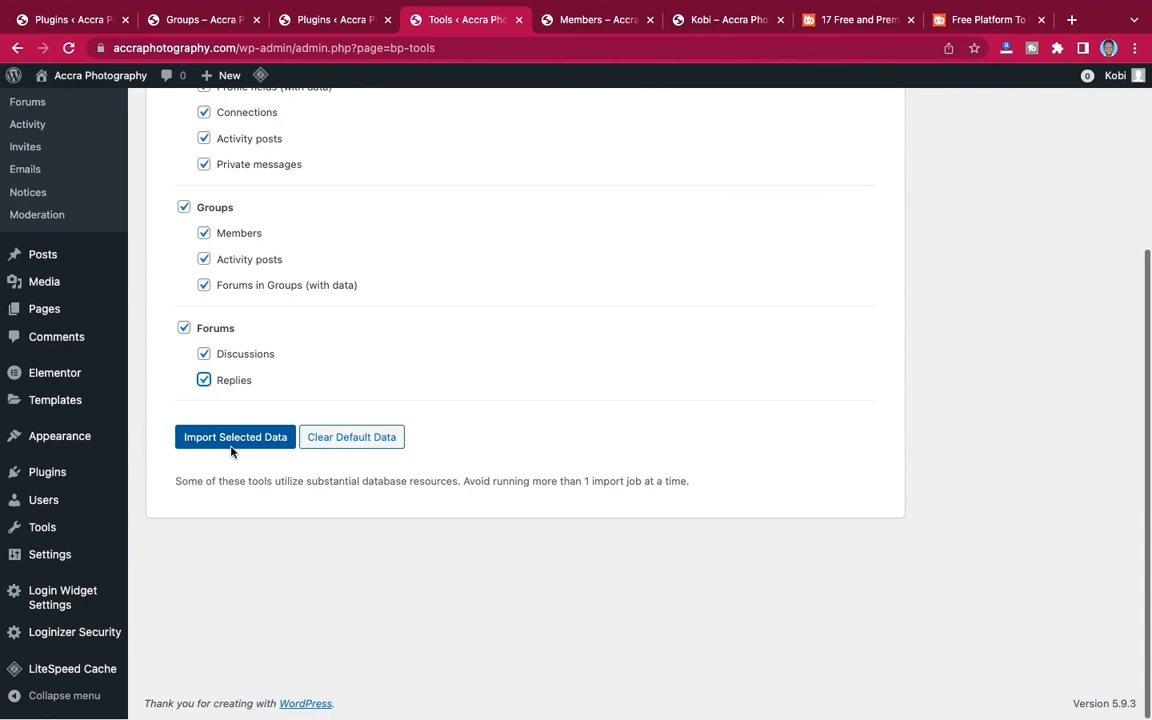 Plugins ‹ Accra P
Groups – Accra P
Plugins ‹ Accra P
Tools ‹ Accra Pho
Members – Accra
Kobi – Accra Pho
17 Free and Prem
Free Platform To
accraphotography.com/wp-admin/admin.php?page=bp-tools
Accra Photography
0
New
0
Kobi
Forums
Activity
Invites
Emails
Notices
Moderation
Posts
Media
Pages
Comments
Elementor
Templates
Appearance
Plugins
Users
Tools
Settings
Login Widget
Settings
Loginizer Security
LiteSpeed Cache
Collapse menu
Profile fields (with data)
Connections
Activity posts
Private messages
Groups
Members
Activity posts
Forums in Groups (with data)
Forums
Discussions
Replies
Import Selected Data
Clear Default Data
Some of these tools utilize substantial database resources. Avoid running more than 1 import job at a time.
Thank you for creating with WordPress.
Version 5.9.3